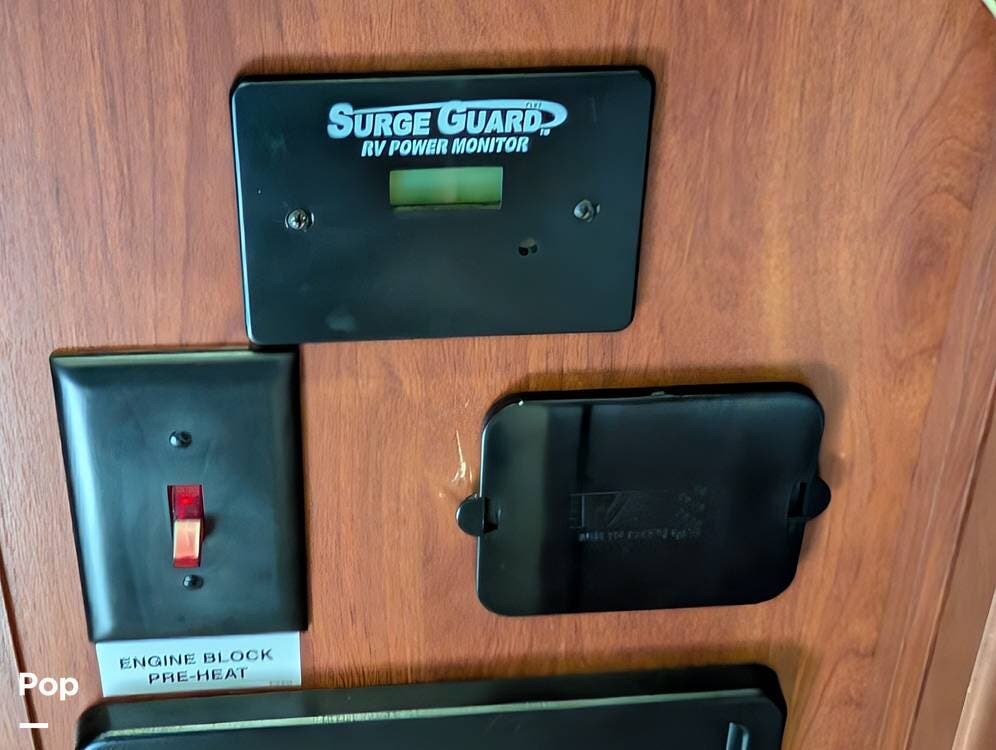 SURGE GUARD
RV POWER MONITOR
ENGINE BLOCK
PRE-HEAT
Pop